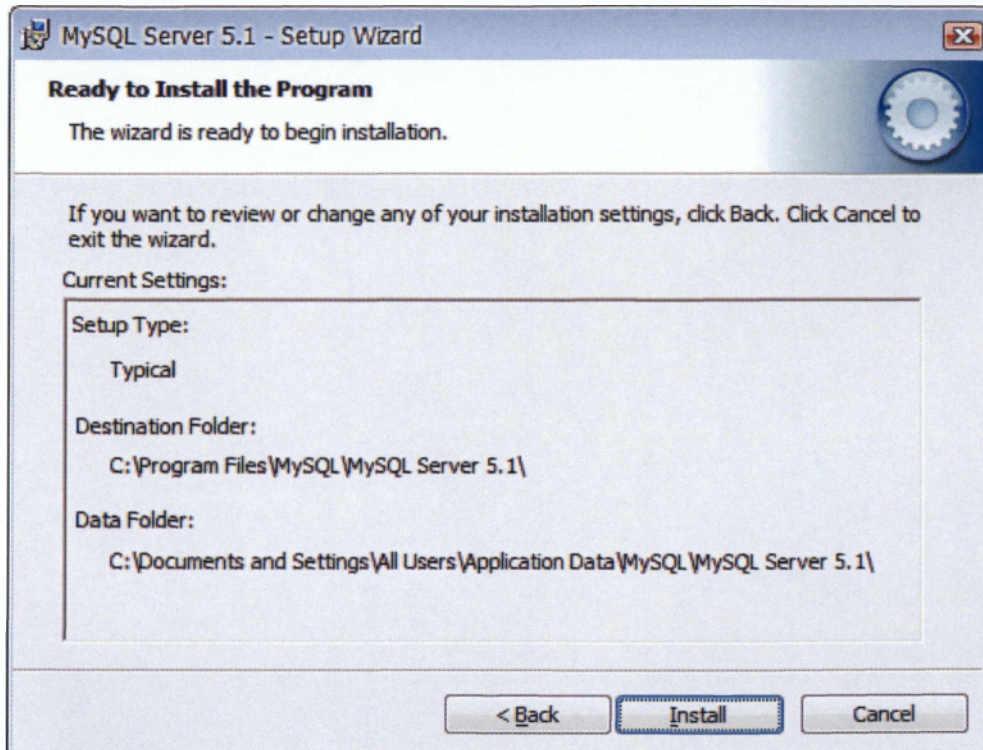 MySQL Server 5.1 - Setup Wizard
Ready to Install the Program
The wizard is ready to begin installation.
If you want to review or change any of your installation settings, click Back. Click Cancel to
exit the wizard.
Current Settings:
Setup Type:
Typical
Destination Folder:
C:\Program Files\MySQL\MySQL Server 5.1\
Data Folder:
C:\Documents and Settings\All Users\Application Data\MySQL\MySQL Server 5.1\
< Back
Install
Cancel